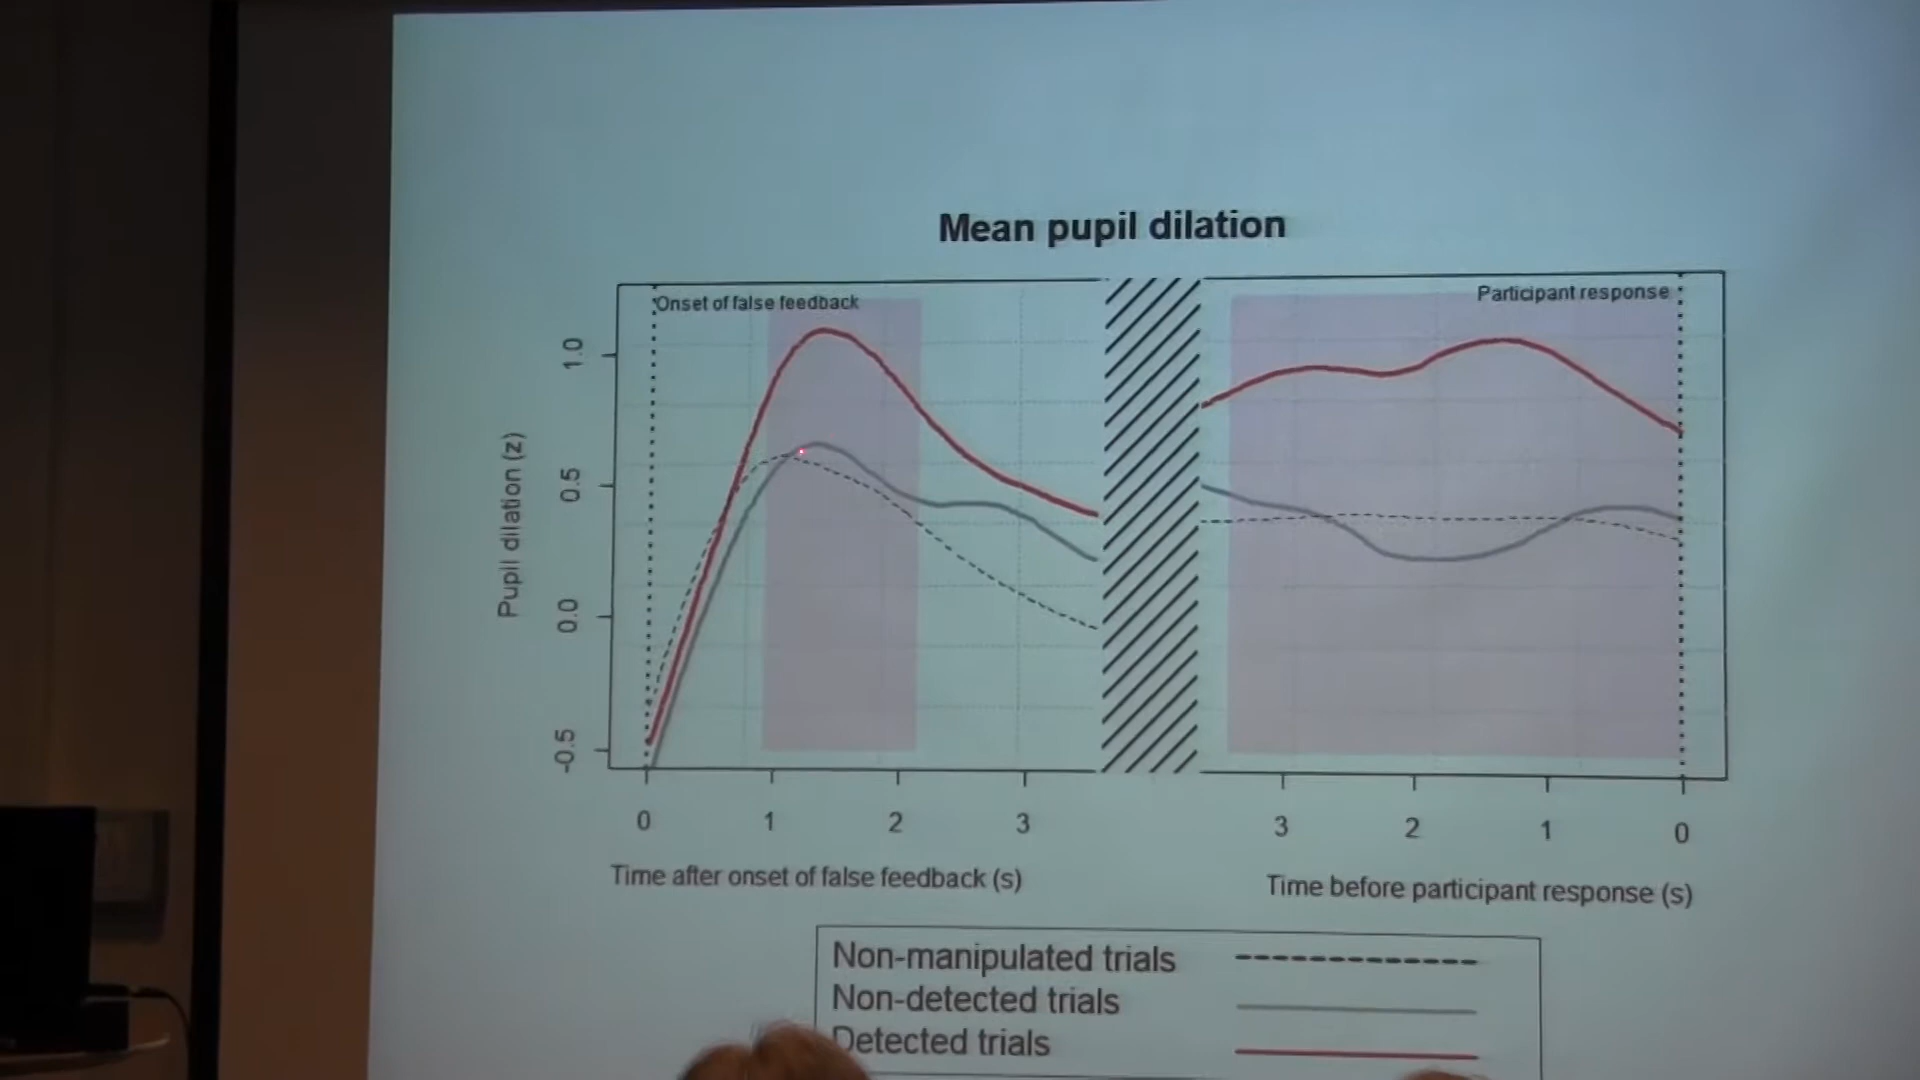 Mean pupil dilation
Onset of false feedback
Participant response
Pupil dilation (z)
1.0
0.5
0.0
-0.5
0 1 2 3
3 2 1 0
Time after onset of false feedback (s)
Time before participant response (s)
Non-manipulated trials
Non-detected trials
Detected trials